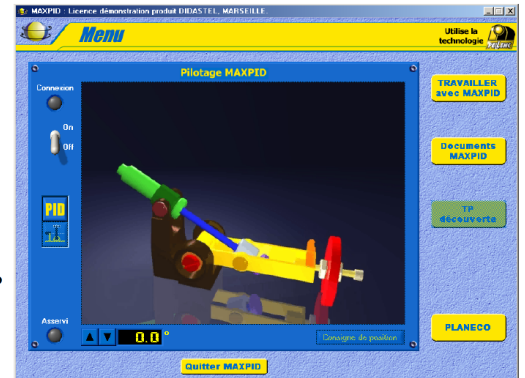 MAXPID : Licence démonstration produit DIDASTEL, MARSEILLE
Menu
Utilise la
technologie
Pilotage MAXPID
Connexion
On
Off
PID
Asservi
0.0 °
Consigne de position
TRAVAILLER
avec MAXPID
Documents
MAXPID
TP
découverte
PLANECO
Quitter MAXPID